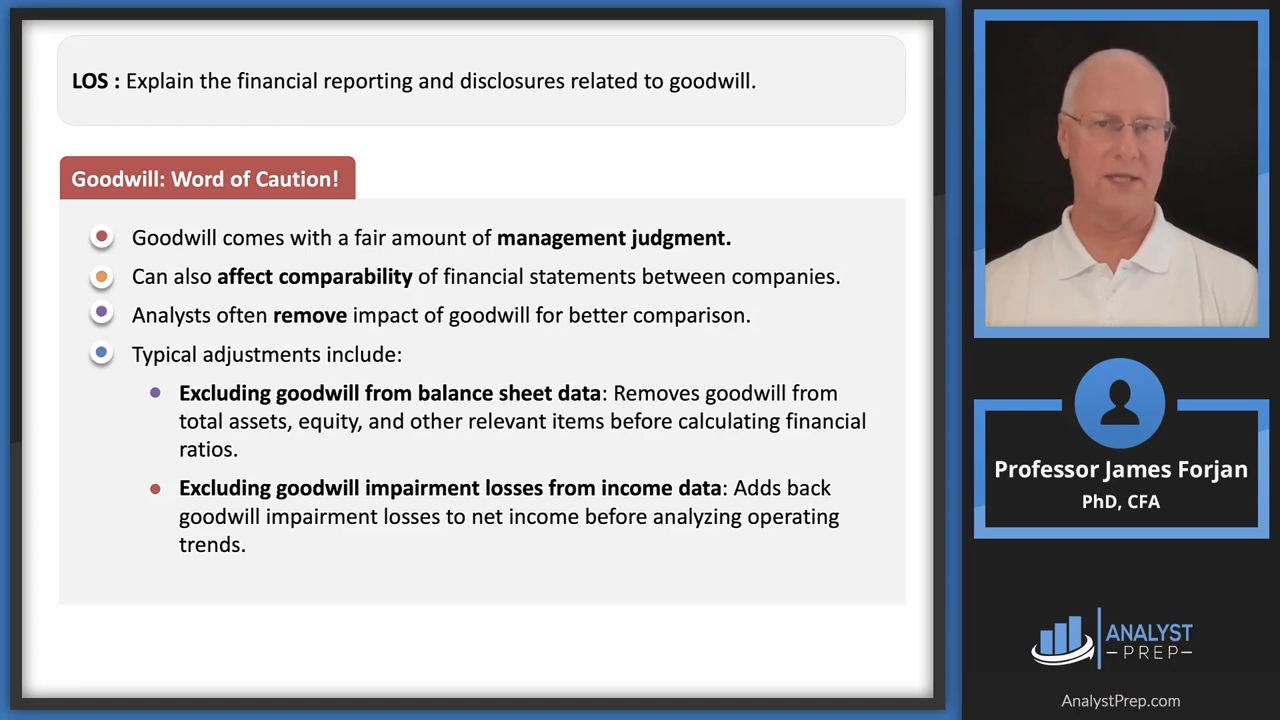 LOS : Explain the financial reporting and disclosures related to goodwill.
Goodwill: Word of Caution!
Goodwill comes with a fair amount of management judgment.
Can also affect comparability of financial statements between companies.
Analysts often remove impact of goodwill for better comparison.
Typical adjustments include:
Excluding goodwill from balance sheet data: Removes goodwill from
total assets, equity, and other relevant items before calculating financial
ratios.
Excluding goodwill impairment losses from income data: Adds back
goodwill impairment losses to net income before analyzing operating
trends.
Professor James Forjan
PhD, CFA
ANALYST
–PREP–
AnalystPrep.com